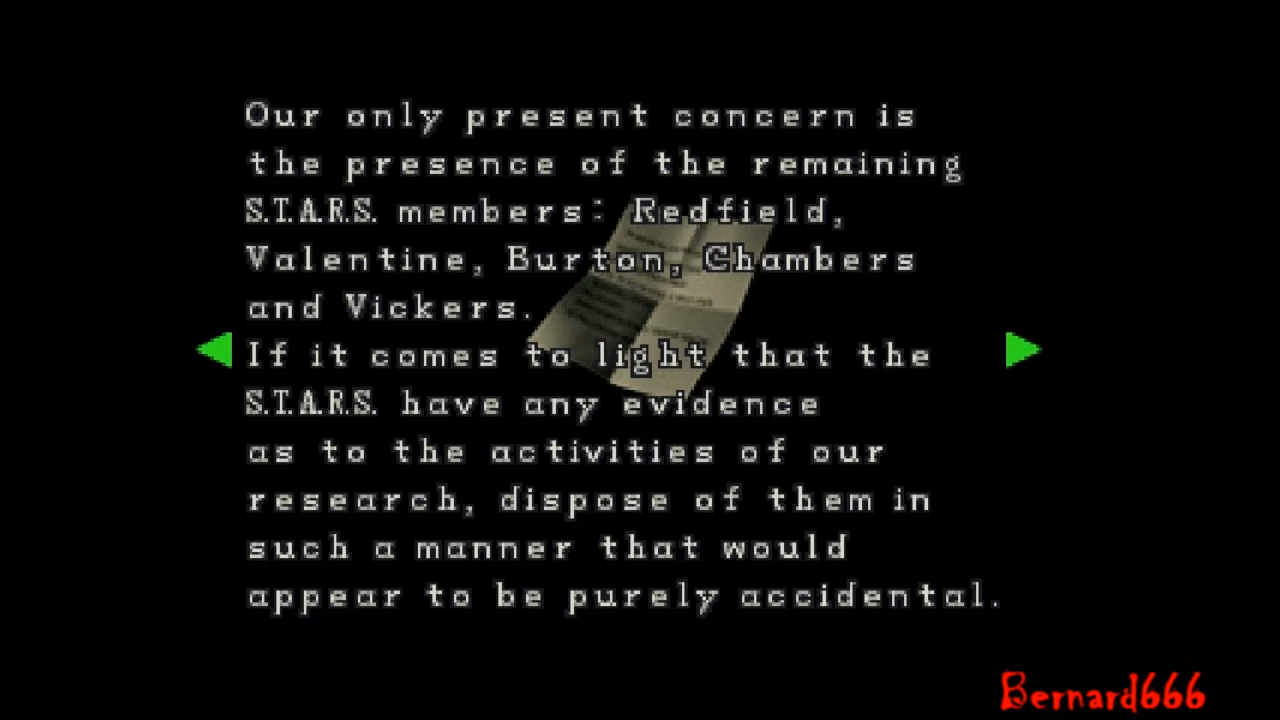 Our only present concern is
the presence of the remaining
S.T.A.R.S. members: Redfield,
Valentine, Burton, Chambers
and Vickers.
If it comes to light that the
S.T.A.R.S. have any evidence
as to the activities of our
research, dispose of them in
such a manner that would
appear to be purely accidental.
Bernard666